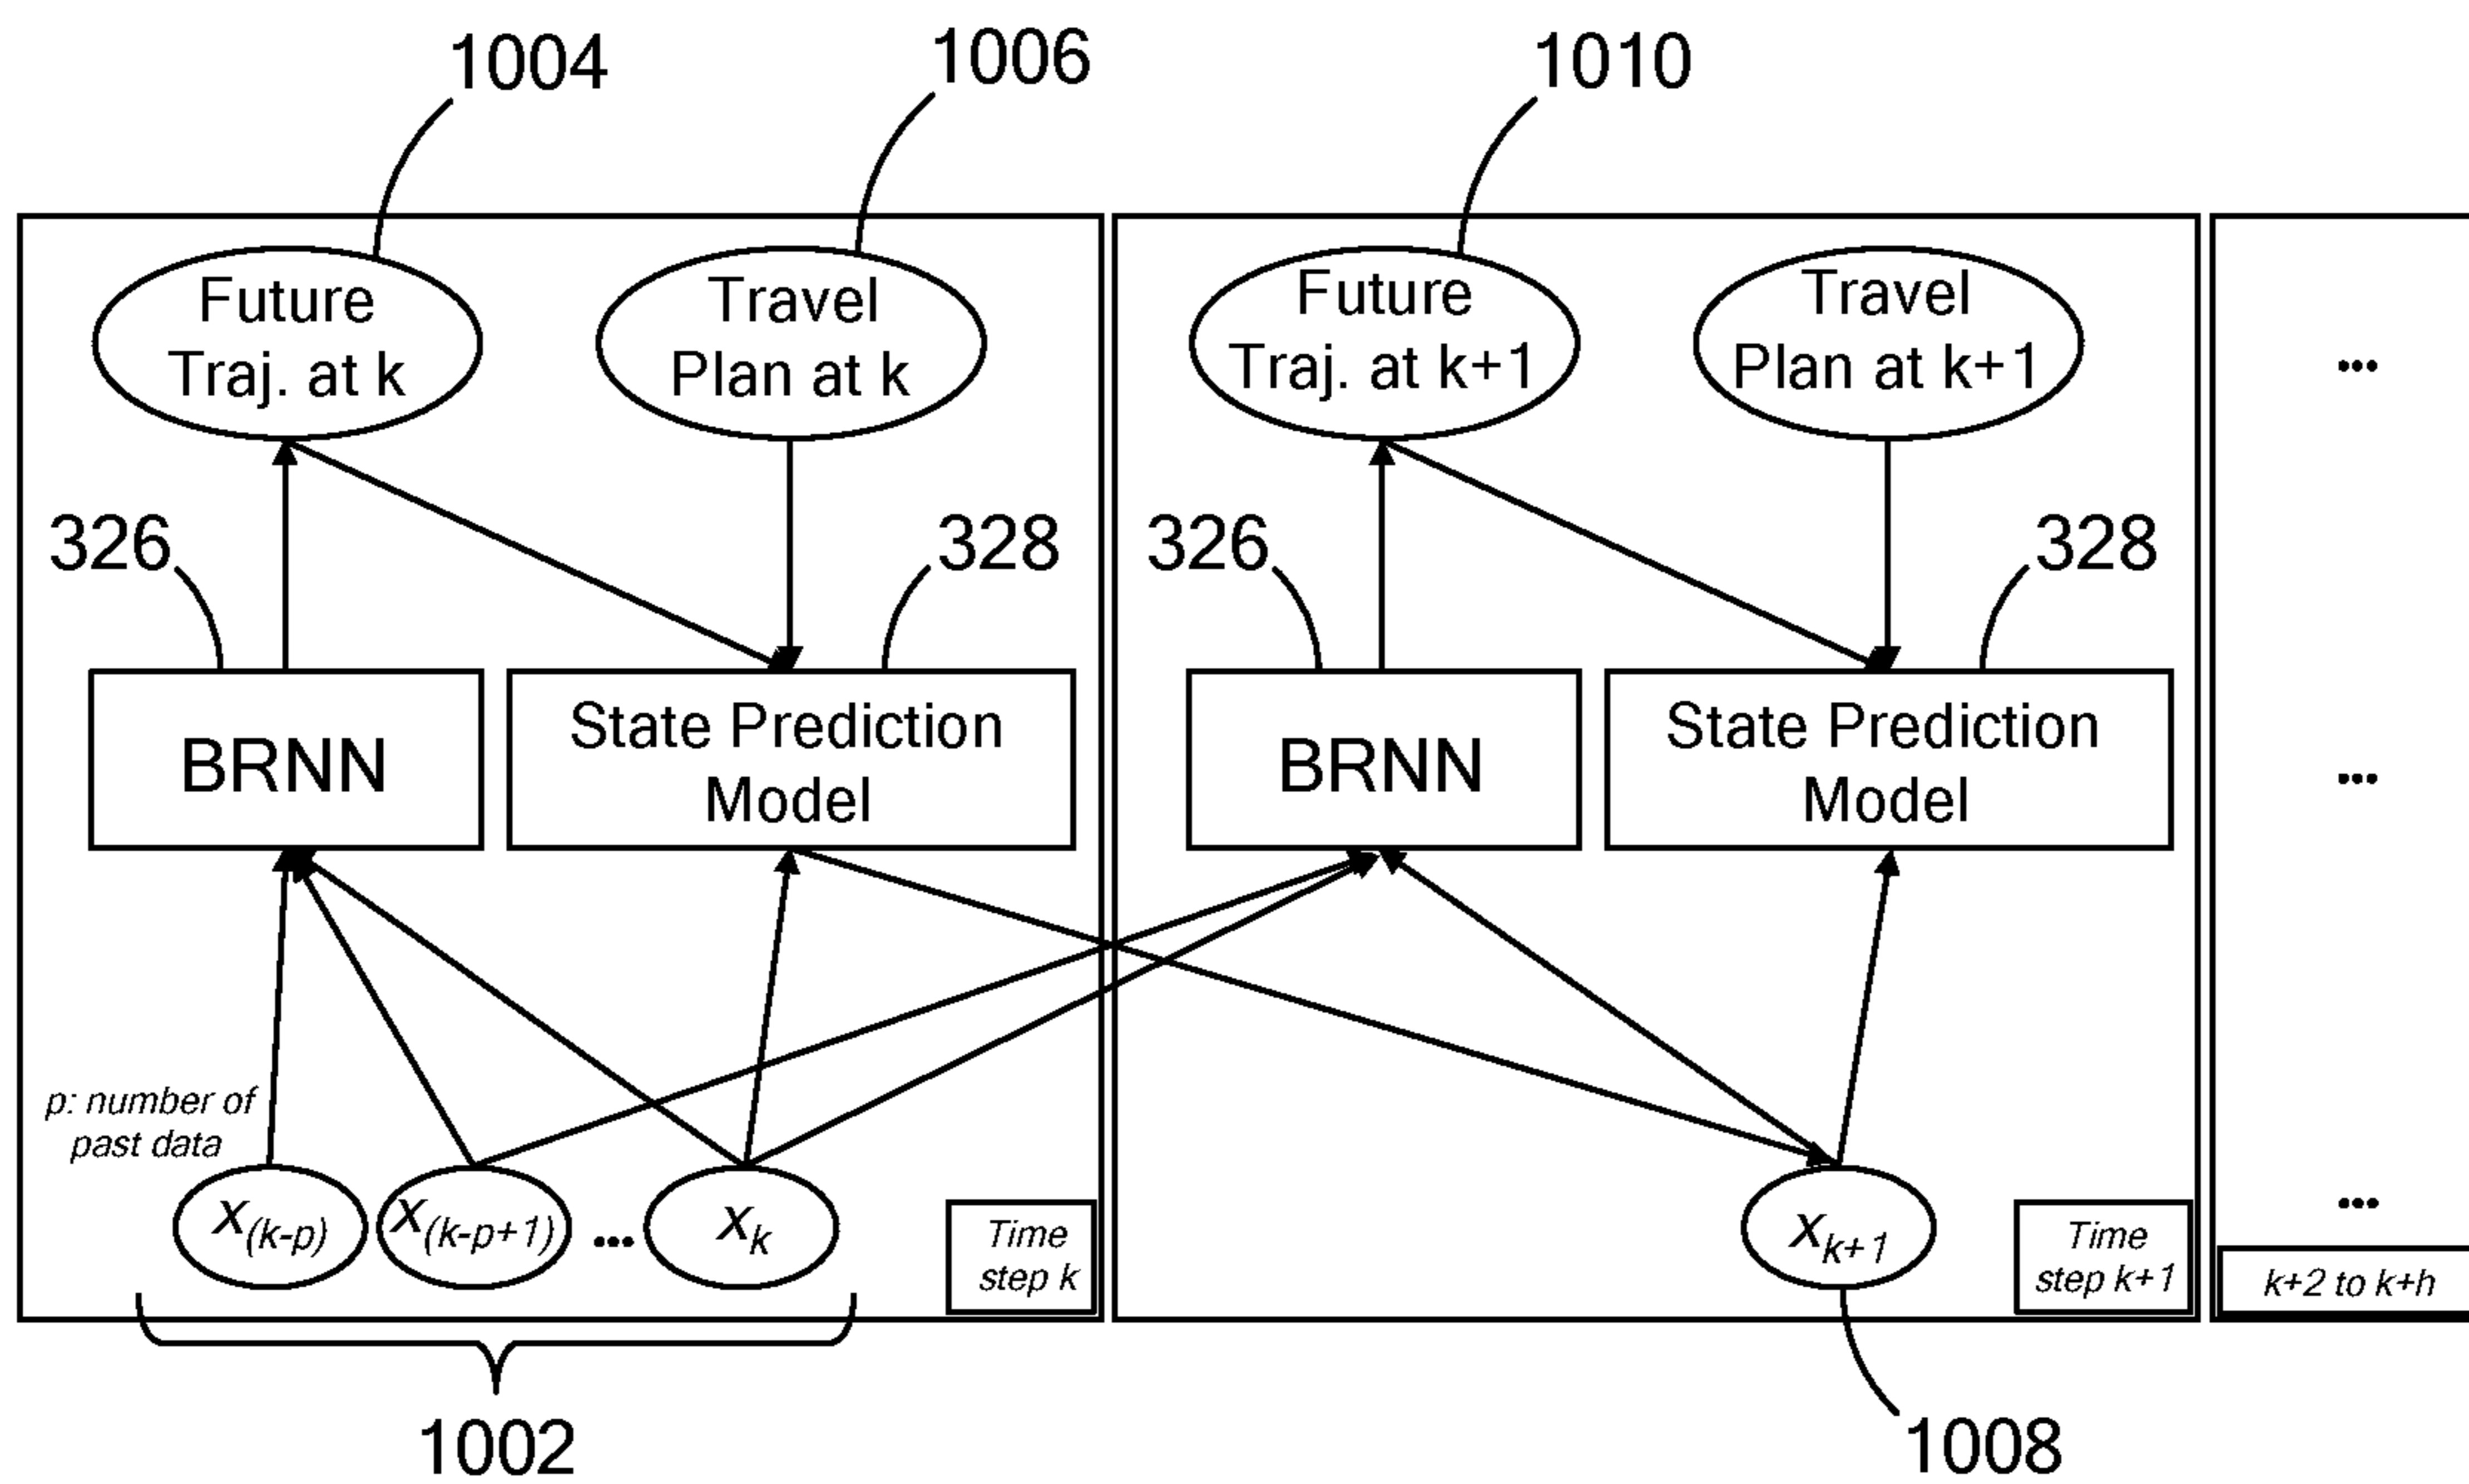 1004
1006
1010
Future
Traj. at k
Travel
Plan at k
Future
Traj. at k+1
Travel
Plan at k+1
...
326
328
326
328
BRNN
State Prediction
Model
BRNN
State Prediction
Model
...
p: number of
past data
x(k-p)
x(k-p+1)
...
xk
Time
step k
xk+1
Time
step k+1
...
k+2 to k+h
1002
1008